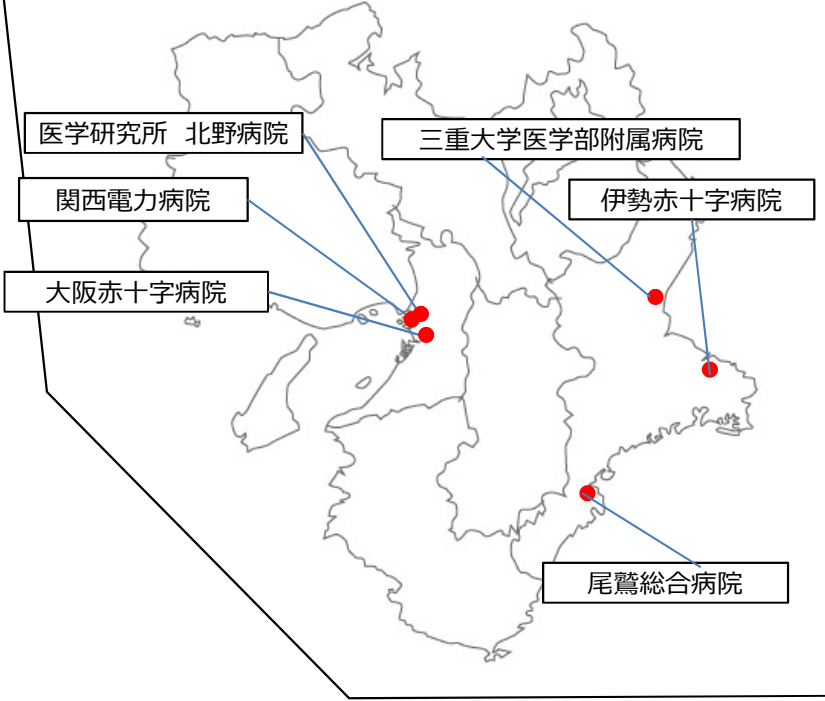 医学研究所　北野病院
三重大学医学部附属病院
関西電力病院
伊勢赤十字病院
大阪赤十字病院
尾鷲総合病院